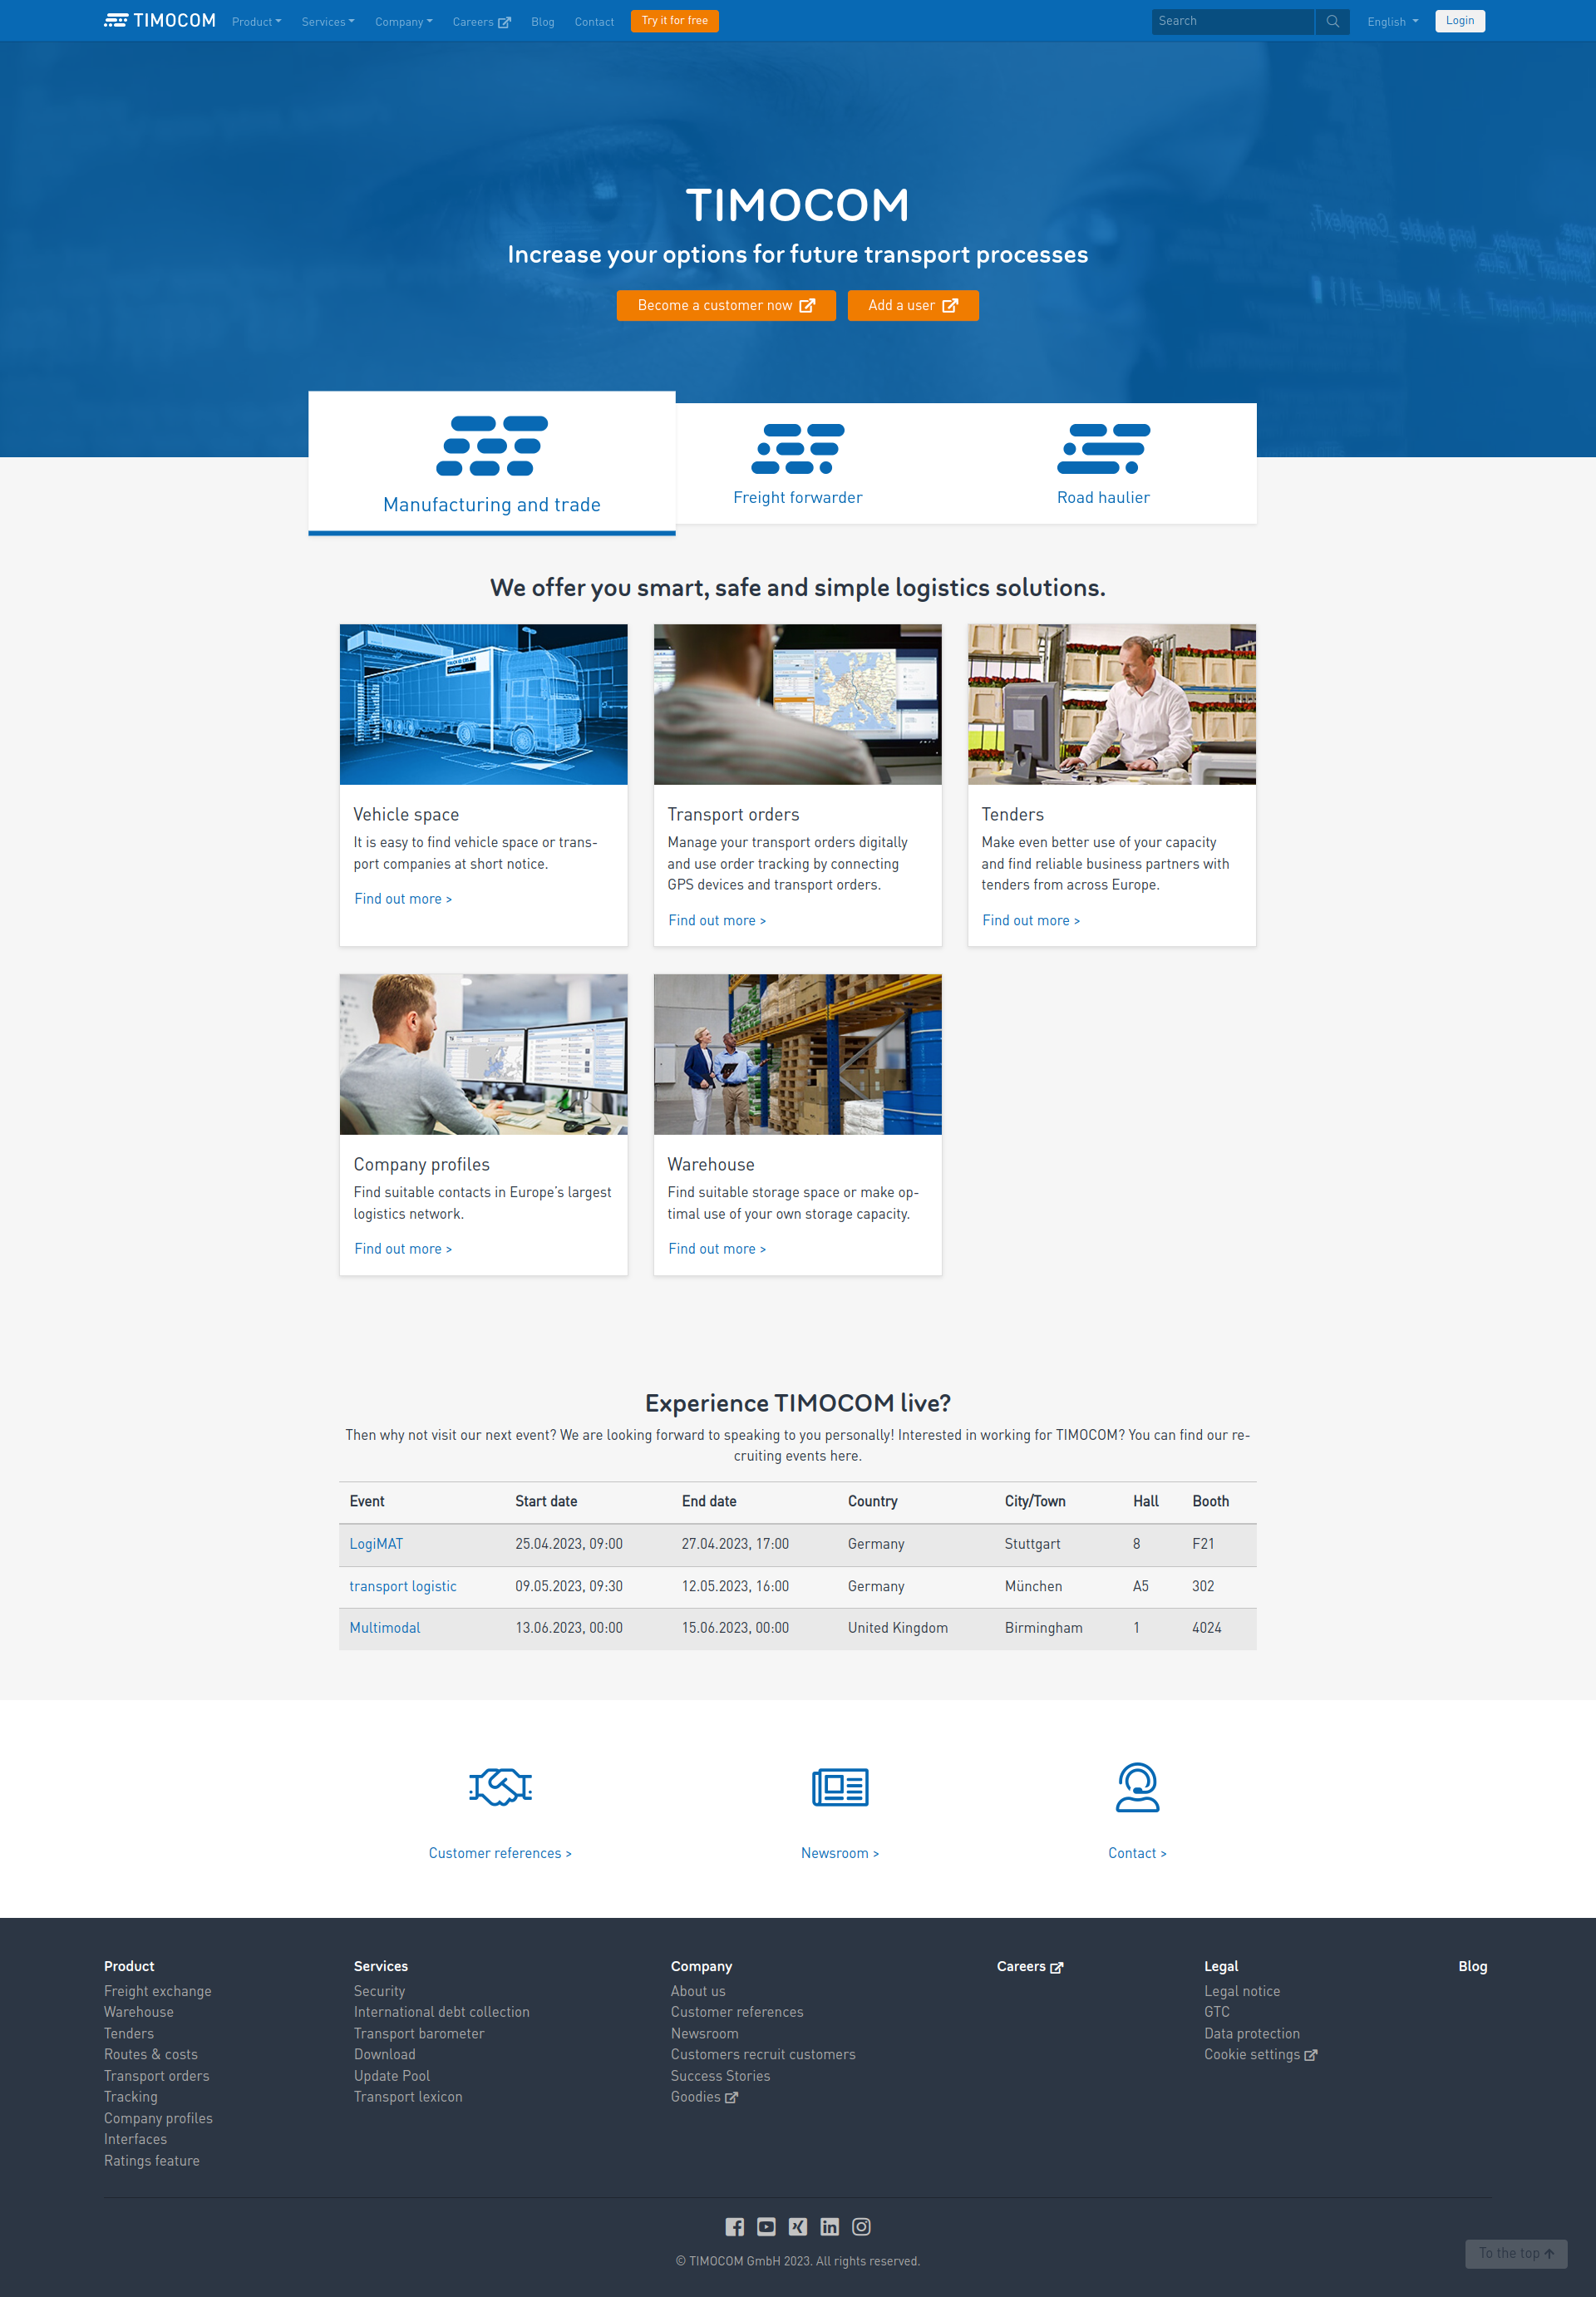 TIMOCOM
Product
Services
Company
Careers
Blog
Contact
Try it for free
Search
English
Login
TIMOCOM
Increase your options for future transport processes
Become a customer now
Add a user
Manufacturing and trade
Freight forwarder
Road haulier
We offer you smart, safe and simple logistics solutions.
Vehicle space
It is easy to find vehicle space or trans-
port companies at short notice.
Find out more >
Transport orders
Manage your transport orders digitally
and use order tracking by connecting
GPS devices and transport orders.
Find out more >
Tenders
Make even better use of your capacity
and find reliable business partners with
tenders from across Europe.
Find out more >
Company profiles
Find suitable contacts in Europe's largest
logistics network.
Find out more >
Warehouse
Find suitable storage space or make op-
timal use of your own storage capacity.
Find out more >
Experience TIMOCOM live?
Then why not visit our next event? We are looking forward to speaking to you personally! Interested in working for TIMOCOM? You can find our re-
cruiting events here.
Event Start date End date Country City/Town Hall Booth
LogiMAT 25.04.2023, 09:00 27.04.2023, 17:00 Germany Stuttgart 8 F21
transport logistic 09.05.2023, 09:30 12.05.2023, 16:00 Germany München A5 302
Multimodal 13.06.2023, 00:00 15.06.2023, 00:00 United Kingdom Birmingham 1 4024
Customer references >
Newsroom >
Contact >
Product
Freight exchange
Warehouse
Tenders
Routes & costs
Transport orders
Tracking
Company profiles
Interfaces
Ratings feature
Services
Security
International debt collection
Transport barometer
Download
Update Pool
Transport lexicon
Company
About us
Customer references
Newsroom
Customers recruit customers
Success Stories
Goodies
Careers
Legal
Legal notice
GTC
Data protection
Cookie settings
Blog
© TIMOCOM GmbH 2023. All rights reserved.
To the top